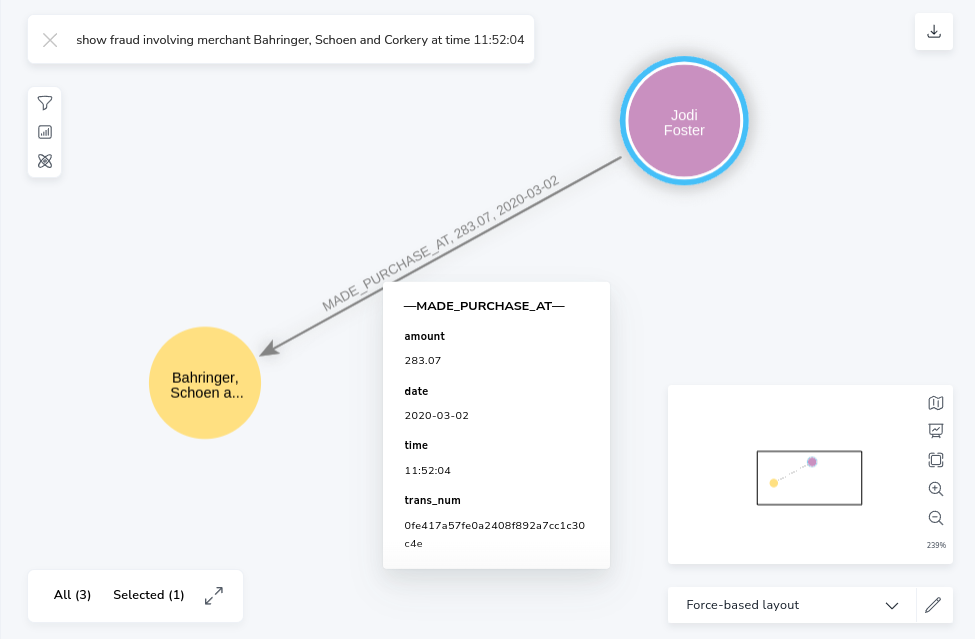 show fraud involving merchant Bahringer, Schoen and Corkery at time 11:52:04
Jodi
Foster
MADE_PURCHASE_AT, 283.07, 2020-03-02
Bahringer,
Schoen a...
—MADE_PURCHASE_AT—
amount
283.07
date
2020-03-02
time
11:52:04
trans_num
0fe417a57fe0a2408f892a7cc1c30
c4e
239%
All (3)
Selected (1)
Force-based layout